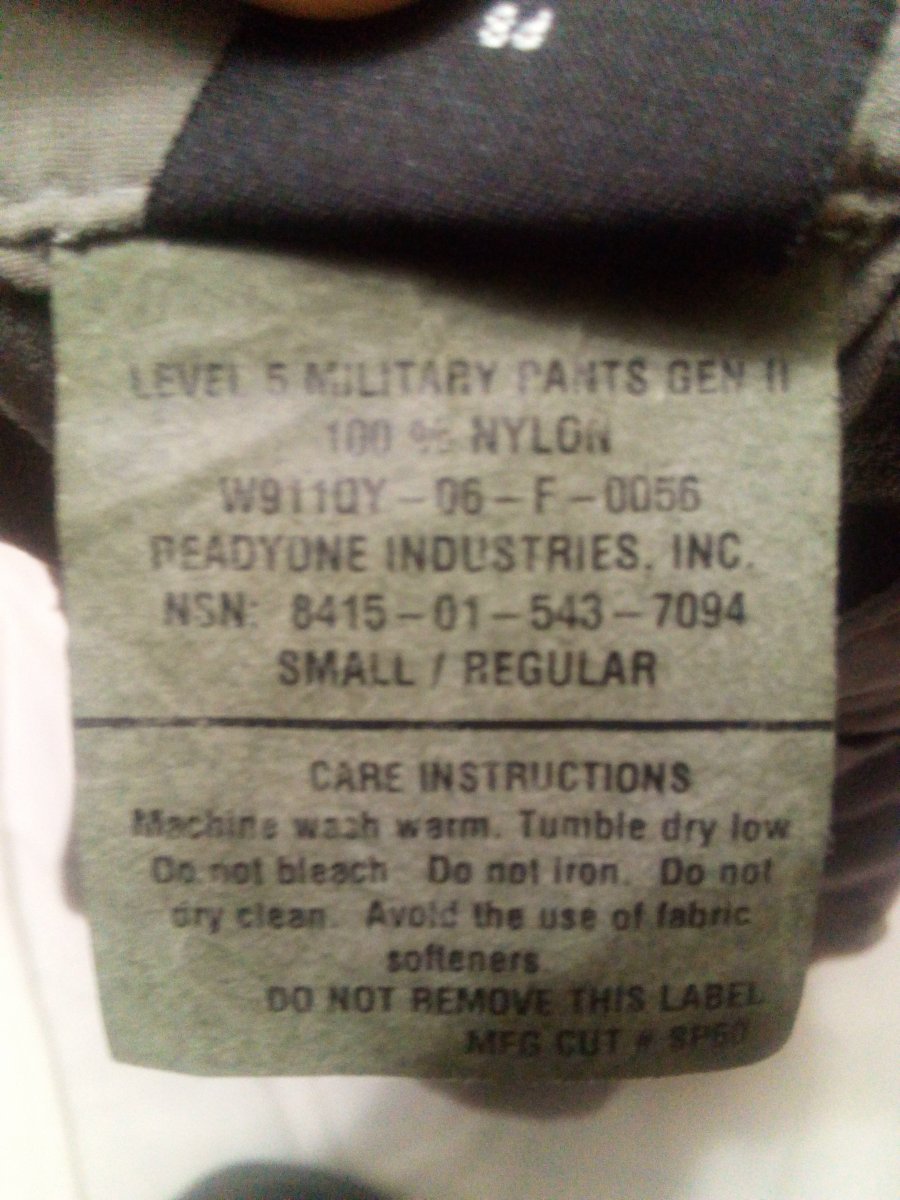 LEVEL 5 MILITARY PANTS GEN II
100 % NYLON
W911QY-06-F-0056
READYONE INDUSTRIES, INC.
NSN: 8415-01-543-7094
SMALL / REGULAR
CARE INSTRUCTIONS
Machine wash warm. Tumble dry low
Do not bleach Do not iron. Do not
dry clean. Avoid the use of fabric
softeners.
DO NOT REMOVE THIS LABEL
MFG CUT #